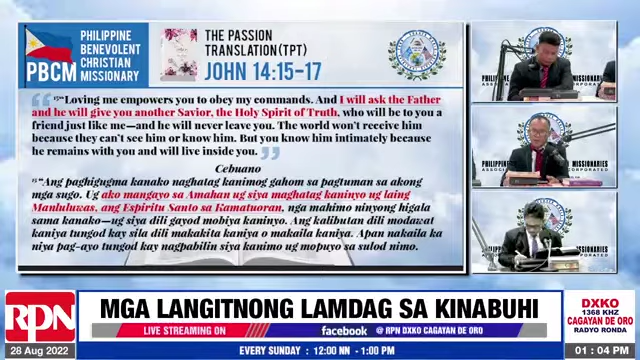 PHILIPPINE
BENEVOLENT
CHRISTIAN
MISSIONARY
PBCM
THE PASSION
TRANSLATION (TPT)
JOHN 14:15-17
15“Loving me empowers you to obey my commands. And I will ask the Father
and he will give you another Savior, the Holy Spirit of Truth, who will be to you a
friend just like me—and he will never leave you. The world won’t receive him
because they can’t see him or know him. But you know him intimately because
he remains with you and will live inside you.
Cebuano
15“Ang paghigugma kanako naghatag kanimog gahom sa pagtuman sa akong
mga sugo. Ug ako mangayo sa Amahan ug siya maghatag kaninyo ug laing
Manluluwas, ang Espiritu Santo sa Kamatuoran, nga mahimo ninyong higala
sama kanako—ug siya dili gayod mobiya kaninyo. Ang kalibutan dili modawat
kaniya tungod kay sila dili makakita kaniya o makaila kaniya. Apan nakaila ka
niya pag-ayo tungod kay nagpabilin siya kanimo ug mopuyo sa sulod nimo.
RPN
28 Aug 2022
MGA LANGITNONG LAMDAG SA KINABUHI
LIVE STREAMING ON facebook @ RPN DXKO CAGAYAN DE ORO
EVERY SUNDAY : 12:00 NN - 1:00 PM
DXKO
1368 KHZ
CAGAYAN DE ORO
RADYO RONDA
01:04 PM